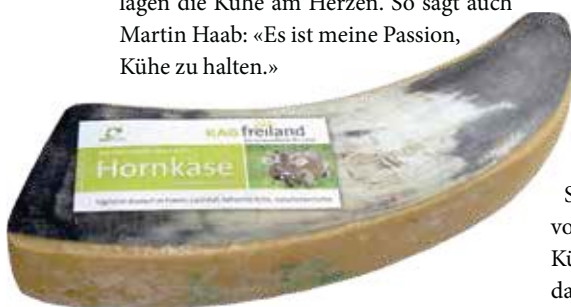 lagen die Kühe am Herzen. So sagt auch
Martin Haab: «Es ist meine Passion,
Kühe zu halten.»
KAGfreiland
Hornkäse
S
vo
Kü
da